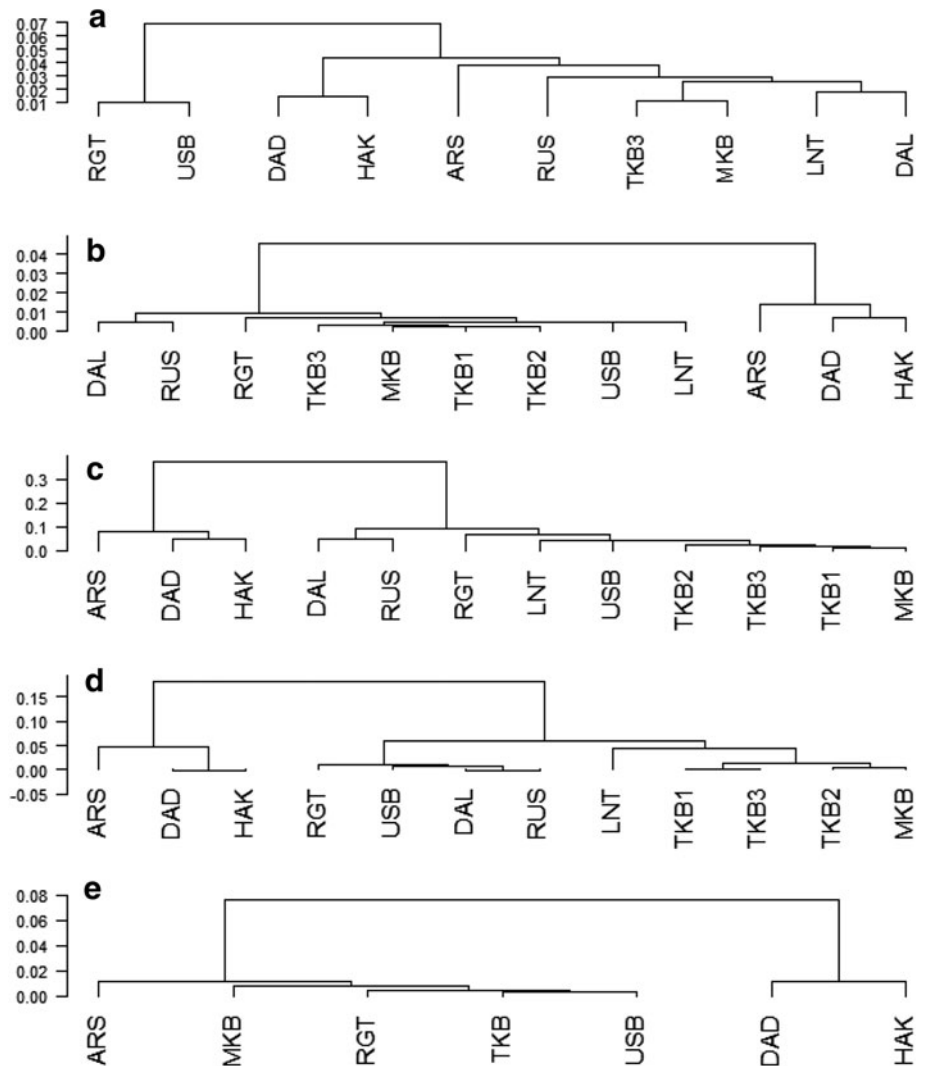 a
0.07
0.06
0.05
0.04
0.03
0.02
0.01
RGT
USB
DAD
HAK
ARS
RUS
TKB3
MKB
LNT
DAL
b
0.04
0.03
0.02
0.01
0.00
DAL
RUS
RGT
TKB3
MKB
TKB1
TKB2
USB
LNT
ARS
DAD
HAK
c
0.3
0.2
0.1
0.0
ARS
DAD
HAK
DAL
RUS
RGT
LNT
USB
TKB2
TKB3
TKB1
MKB
d
0.15
0.10
0.05
0.00
-0.05
ARS
DAD
HAK
RGT
USB
DAL
RUS
LNT
TKB1
TKB3
TKB2
MKB
e
0.08
0.06
0.04
0.02
0.00
ARS
MKB
RGT
TKB
USB
DAD
HAK